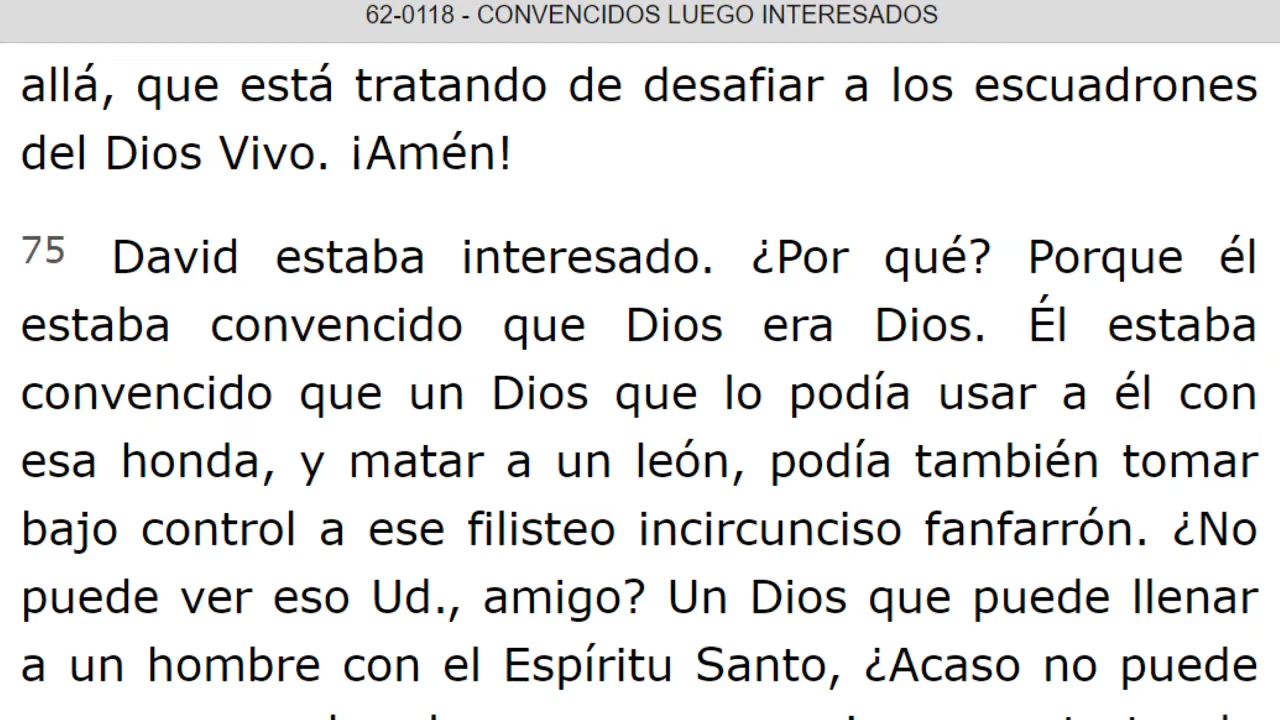 62-0118 - CONVENCIDOS LUEGO INTERESADOS
allá, que está tratando de desafiar a los escuadrones
del Dios Vivo. ¡Amén!
75 David estaba interesado. ¿Por qué? Porque él
estaba convencido que Dios era Dios. Él estaba
convencido que un Dios que lo podía usar a él con
esa honda, y matar a un león, podía también tomar
bajo control a ese filisteo incircunciso fanfarrón. ¿No
puede ver eso Ud., amigo? Un Dios que puede llenar
a un hombre con el Espíritu Santo, ¿Acaso no puede